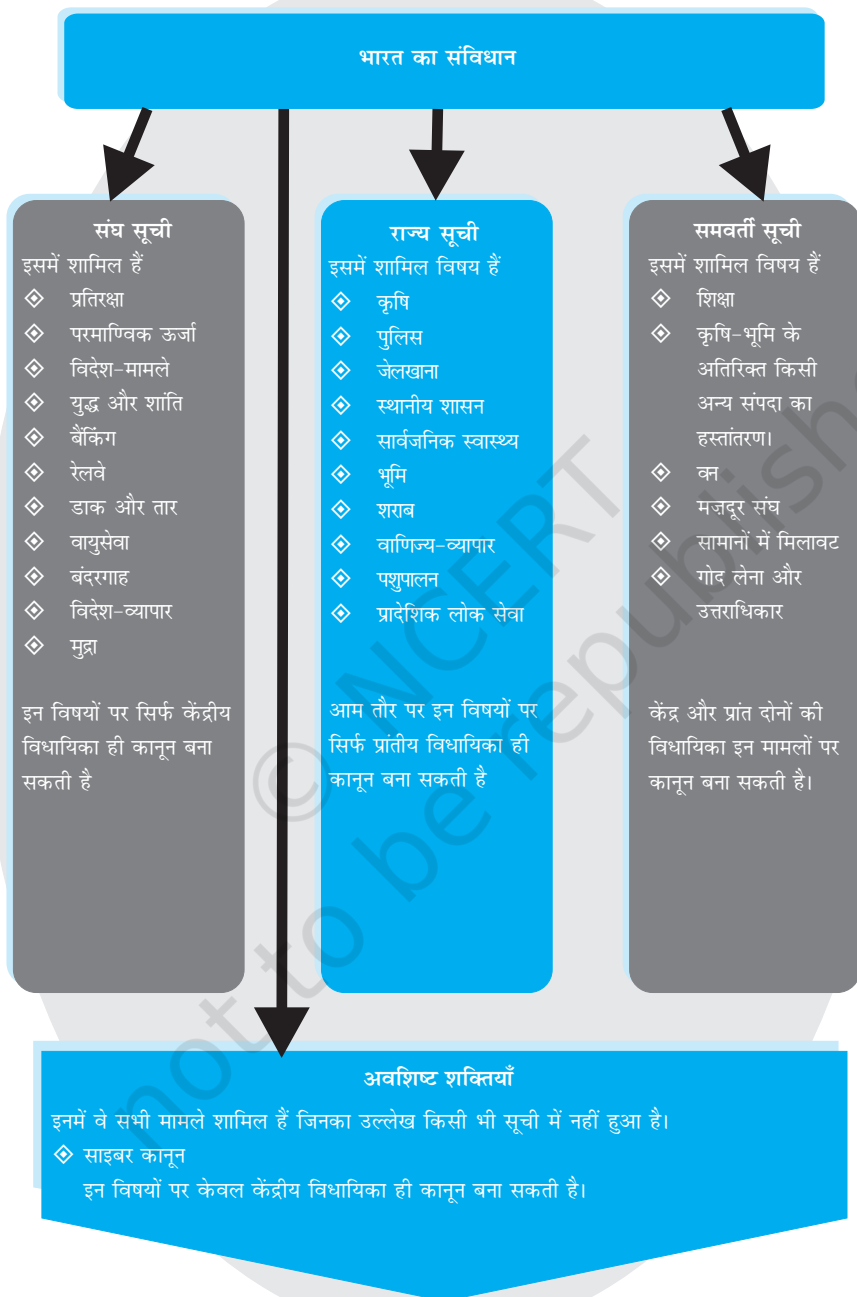 भारत का संविधान
संघ सूची
इसमें शामिल हैं
प्रतिरक्षा
परमाण्विक ऊर्जा
विदेश-मामले
युद्ध और शांति
बैंकिंग
रेलवे
डाक और तार
वायुसेवा
बंदरगाह
विदेश-व्यापार
मुद्रा
इन विषयों पर सिर्फ केंद्रीय
विधायिका ही कानून बना
सकती है
राज्य सूची
इसमें शामिल विषय हैं
कृषि
पुलिस
जेलखाना
स्थानीय शासन
सार्वजनिक स्वास्थ्य
भूमि
शराब
वाणिज्य-व्यापार
पशुपालन
प्रादेशिक लोक सेवा
आम तौर पर इन विषयों पर
सिर्फ प्रांतीय विधायिका ही
कानून बना सकती है
समवर्ती सूची
इसमें शामिल विषय हैं
शिक्षा
कृषि-भूमि के
अतिरिक्त किसी
अन्य संपदा का
हस्तांतरण।
वन
मज़दूर संघ
सामानों में मिलावट
गोद लेना और
उत्तराधिकार
केंद्र और प्रांत दोनों की
विधायिका इन मामलों पर
कानून बना सकती है।
अवशिष्ट शक्तियाँ
इनमें वे सभी मामले शामिल हैं जिनका उल्लेख किसी भी सूची में नहीं हुआ है।
साइबर कानून
इन विषयों पर केवल केंद्रीय विधायिका ही कानून बना सकती है।
© NCERT
not to be republishe